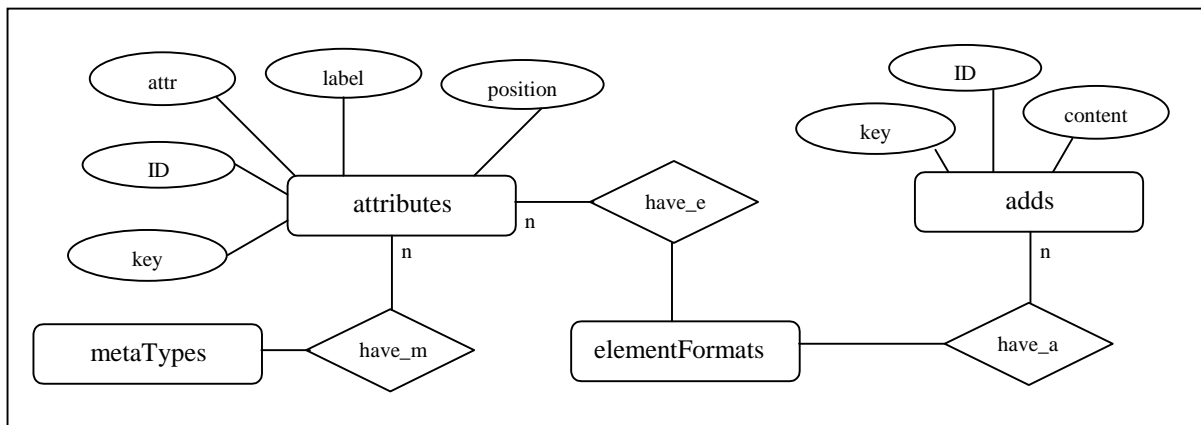 attr
label
position
ID
key
attributes
n
n
have_e
ID
key
content
adds
n
metaTypes
have_m
elementFormats
have_a